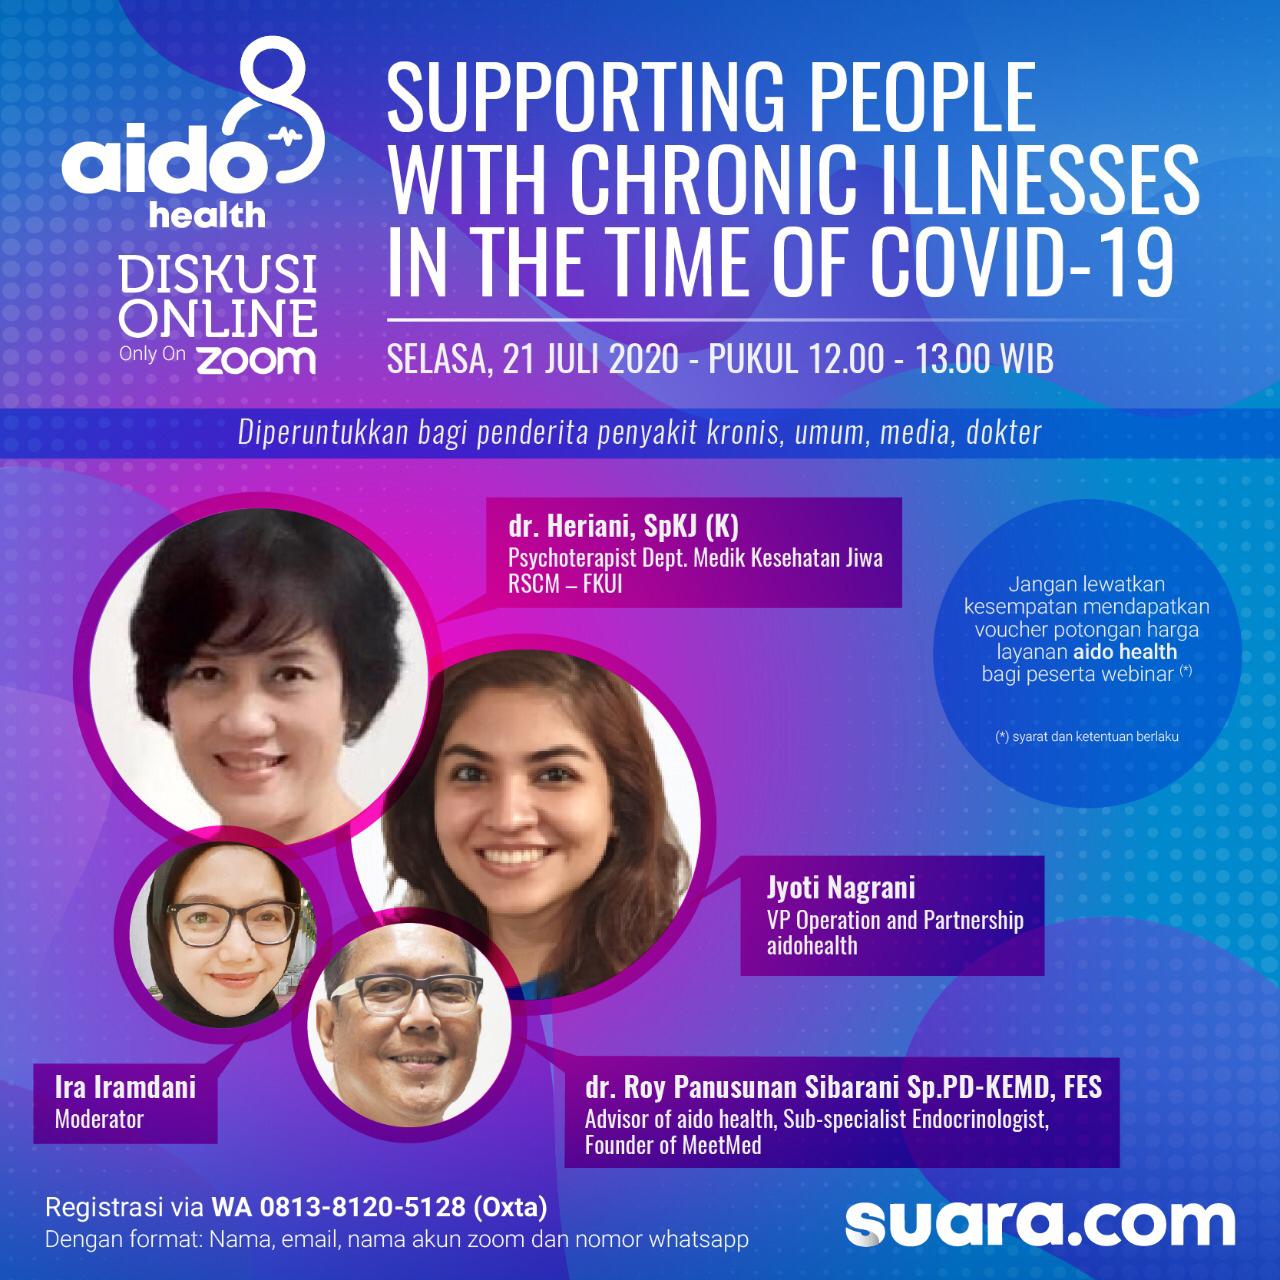 aido
health
DISKUSI
ONLINE
Only On zoom
SUPPORTING PEOPLE
WITH CHRONIC ILLNESSES
IN THE TIME OF COVID-19
SELASA, 21 JULI 2020 - PUKUL 12.00 - 13.00 WIB
Diperuntukkan bagi penderita penyakit kronis, umum, media, dokter
dr. Heriani, SpKJ (K)
Psychoterapist Dept. Medik Kesehatan Jiwa
RSCM – FKUI
Jangan lewatkan
kesempatan mendapatkan
voucher potongan harga
layanan aido health
bagi peserta webinar (*)
(*) syarat dan ketentuan berlaku
Jyoti Nagrani
VP Operation and Partnership
aidohealth
Ira Iramdani
Moderator
dr. Roy Panusunan Sibarani Sp.PD-KEMD, FES
Advisor of aido health, Sub-specialist Endocrinologist,
Founder of MeetMed
Registrasi via WA 0813-8120-5128 (Oxta)
Dengan format: Nama, email, nama akun zoom dan nomor whatsapp
suara.com